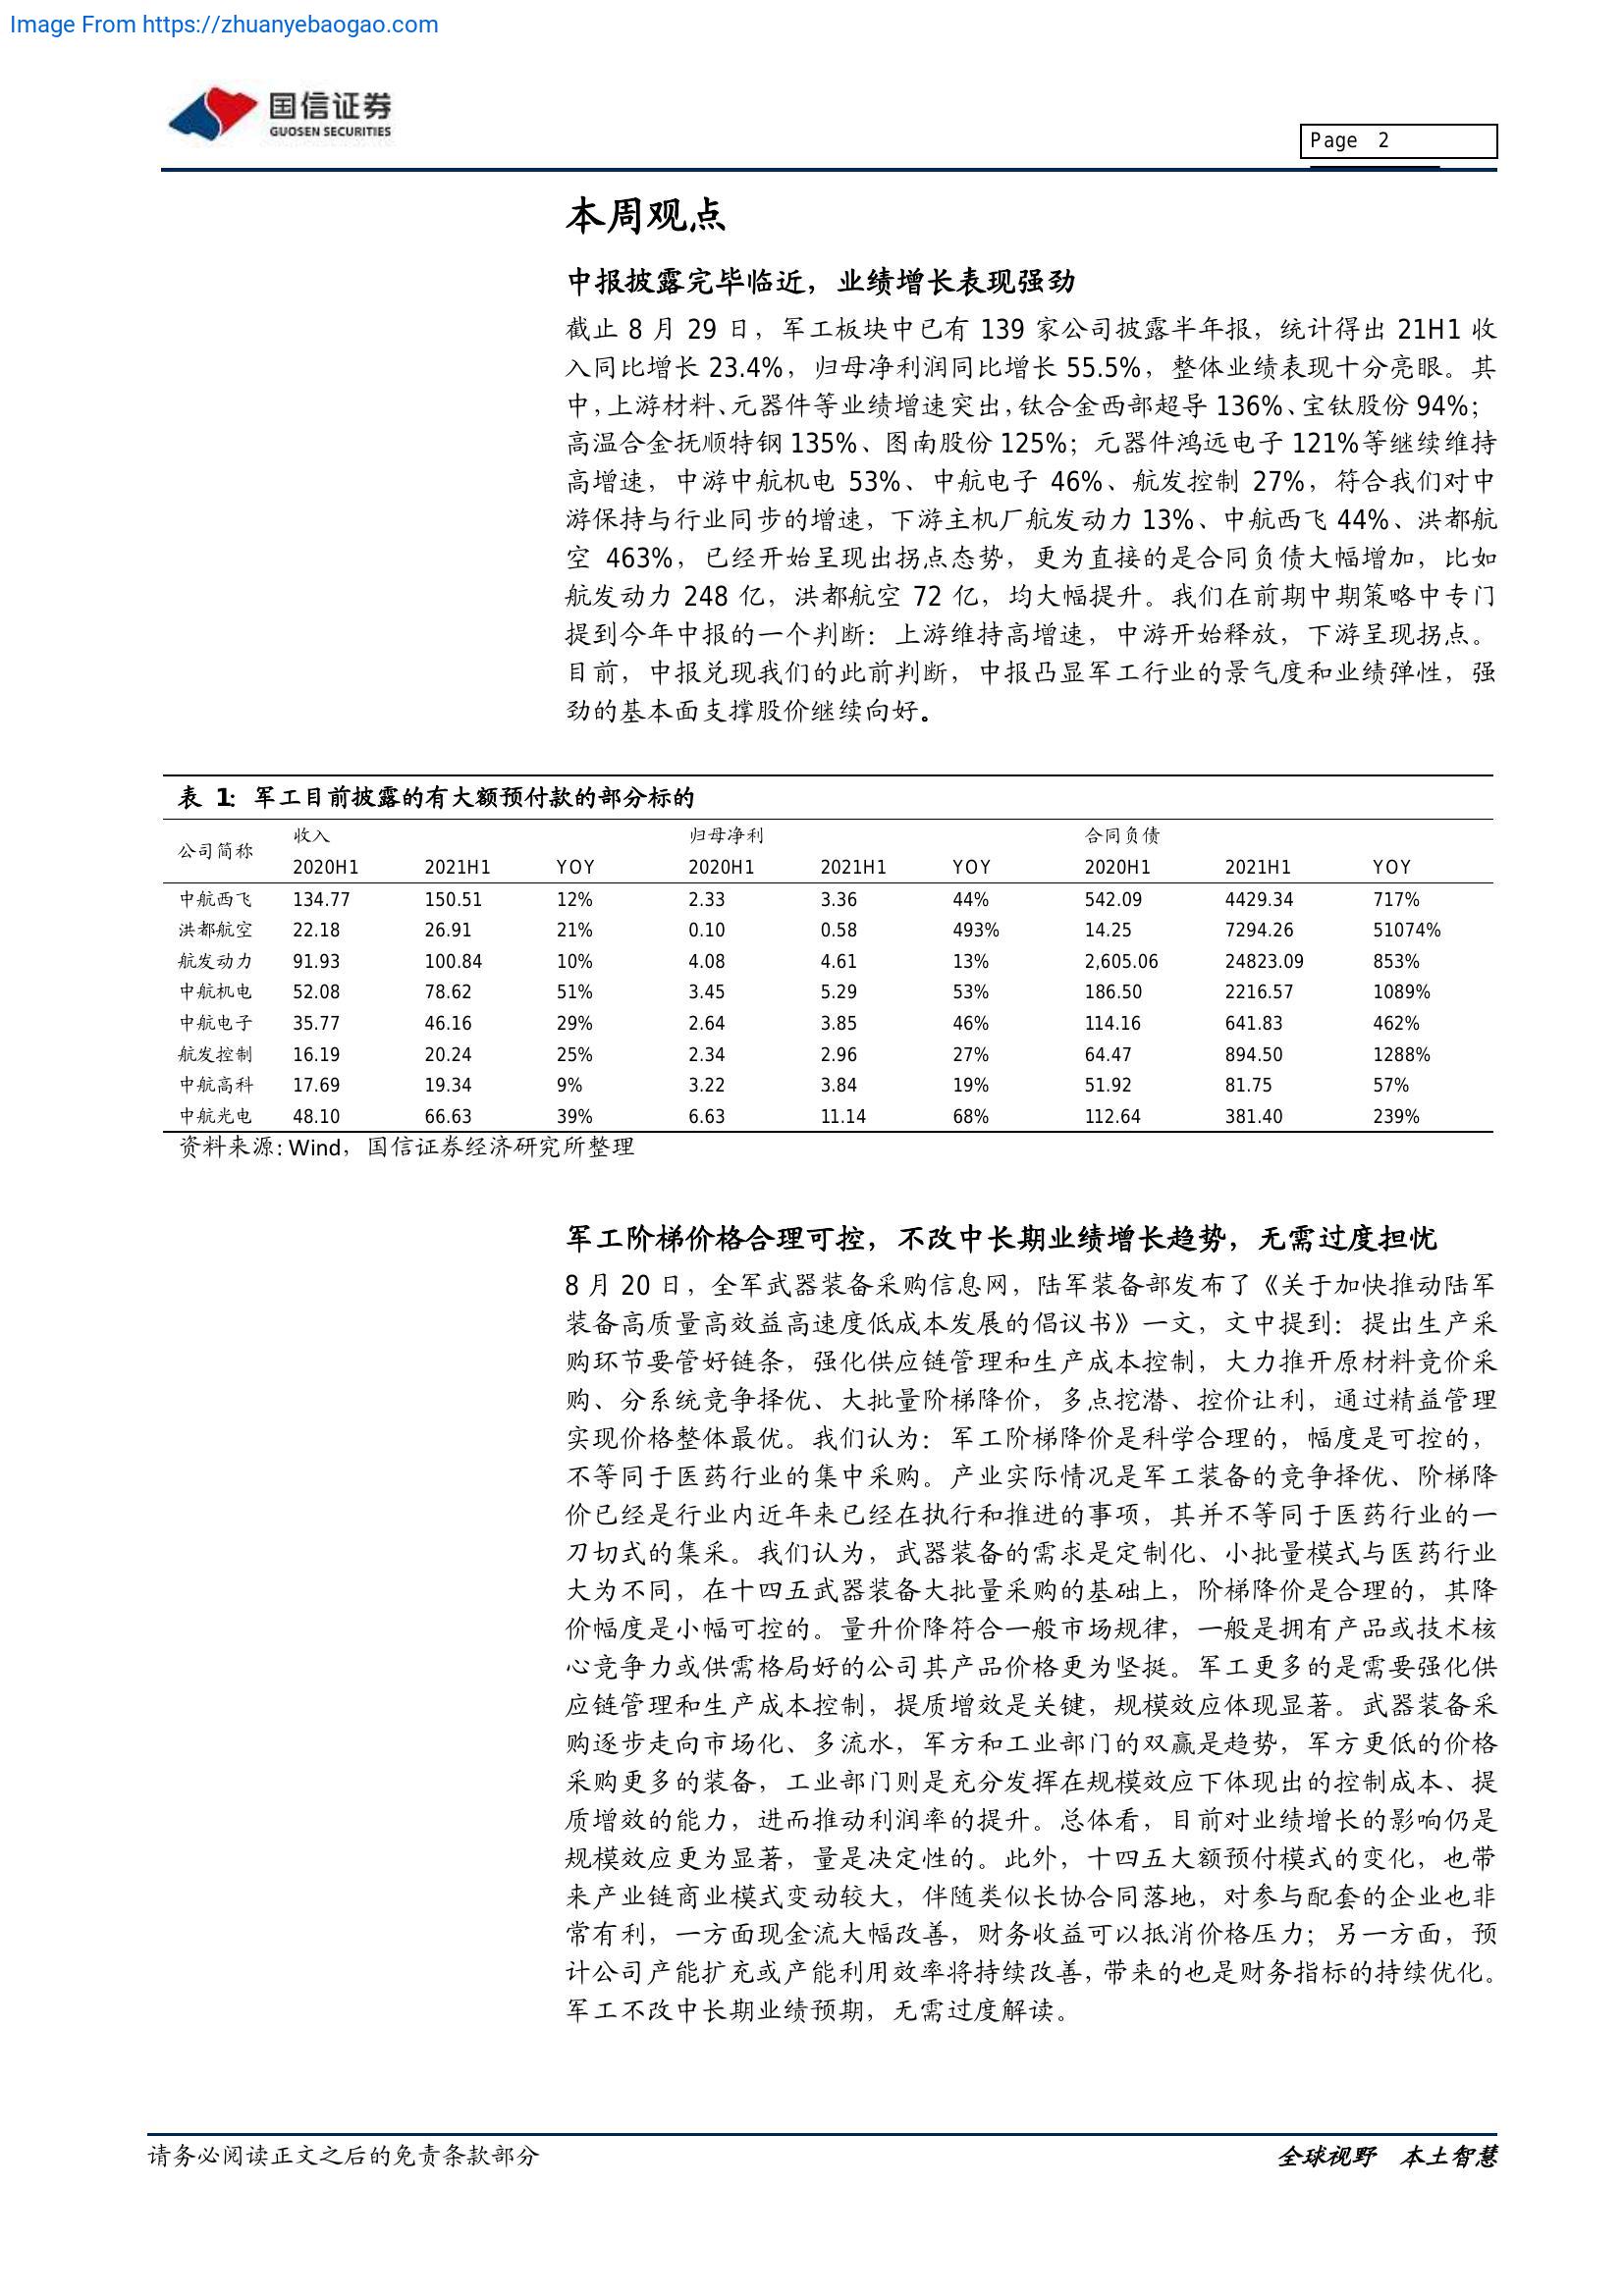 Image From https://zhuanyebaogao.com
国信证券
GUOSEN SECURITIES
Page 2
本周观点
中报披露完毕临近，业绩增长表现强劲
截止 8 月 29 日，军工板块中已有 139 家公司披露半年报，统计得出 21H1 收
入同比增长 23.4%，归母净利润同比增长 55.5%，整体业绩表现十分亮眼。其
中，上游材料、元器件等业绩增速突出，钛合金西部超导 136%、宝钛股份 94%；
高温合金抚顺特钢 135%、图南股份 125%；元器件鸿远电子 121%等继续维持
高增速，中游中航机电 53%、中航电子 46%、航发控制 27%，符合我们对中
游保持与行业同步的增速，下游主机厂航发动力 13%、中航西飞 44%、洪都航
空 463%，已经开始呈现出拐点态势，更为直接的是合同负债大幅增加，比如
航发动力 248 亿，洪都航空 72 亿，均大幅提升。我们在前期中期策略中专门
提到今年中报的一个判断：上游维持高增速，中游开始释放，下游呈现拐点。
目前，中报兑现我们的此前判断，中报凸显军工行业的景气度和业绩弹性，强
劲的基本面支撑股价继续向好。
表 1：军工目前披露的有大额预付款的部分标的
公司简称 收入 归母净利 合同负债
2020H1 2021H1 YOY 2020H1 2021H1 YOY 2020H1 2021H1 YOY
中航西飞 134.77 150.51 12% 2.33 3.36 44% 542.09 4429.34 717%
洪都航空 22.18 26.91 21% 0.10 0.58 493% 14.25 7294.26 51074%
航发动力 91.93 100.84 10% 4.08 4.61 13% 2,605.06 24823.09 853%
中航机电 52.08 78.62 51% 3.45 5.29 53% 186.50 2216.57 1089%
中航电子 35.77 46.16 29% 2.64 3.85 46% 114.16 641.83 462%
航发控制 16.19 20.24 25% 2.34 2.96 27% 64.47 894.50 1288%
中航高科 17.69 19.34 9% 3.22 3.84 19% 51.92 81.75 57%
中航光电 48.10 66.63 39% 6.63 11.14 68% 112.64 381.40 239%
资料来源：Wind，国信证券经济研究所整理
军工阶梯价格合理可控，不改中长期业绩增长趋势，无需过度担忧
8 月 20 日，全军武器装备采购信息网，陆军装备部发布了《关于加快推动陆军
装备高质量高效益高速度低成本发展的倡议书》一文，文中提到：提出生产采
购环节要管好链条，强化供应链管理和生产成本控制，大力推开原材料竞价采
购、分系统竞争择优、大批量阶梯降价，多点挖潜、控价让利，通过精益管理
实现价格整体最优。我们认为：军工阶梯降价是科学合理的，幅度是可控的，
不等同于医药行业的集中采购。产业实际情况是军工装备的竞争择优、阶梯降
价已经是行业内近年来已经在执行和推进的事项，其并不等同于医药行业的一
刀切式的集采。我们认为，武器装备的需求是定制化、小批量模式与医药行业
大为不同，在十四五武器装备大批量采购的基础上，阶梯降价是合理的，其降
价幅度是小幅可控的。量升价降符合一般市场规律，一般是拥有产品或技术核
心竞争力或供需格局好的公司其产品价格更为坚挺。军工更多的是需要强化供
应链管理和生产成本控制，提质增效是关键，规模效应体现显著。武器装备采
购逐步走向市场化、多流水，军方和工业部门的双赢是趋势，军方更低的价格
采购更多的装备，工业部门则是充分发挥在规模效应下体现出的控制成本、提
质增效的能力，进而推动利润率的提升。总体看，目前对业绩增长的影响仍是
规模效应更为显著，量是决定性的。此外，十四五大额预付模式的变化，也带
来产业链商业模式变动较大，伴随类似长协合同落地，对参与配套的企业也非
常有利，一方面现金流大幅改善，财务收益可以抵消价格压力；另一方面，预
计公司产能扩充或产能利用效率将持续改善，带来的也是财务指标的持续优化。
军工不改中长期业绩预期，无需过度解读。
请务必阅读正文之后的免责条款部分
全球视野 本土智慧